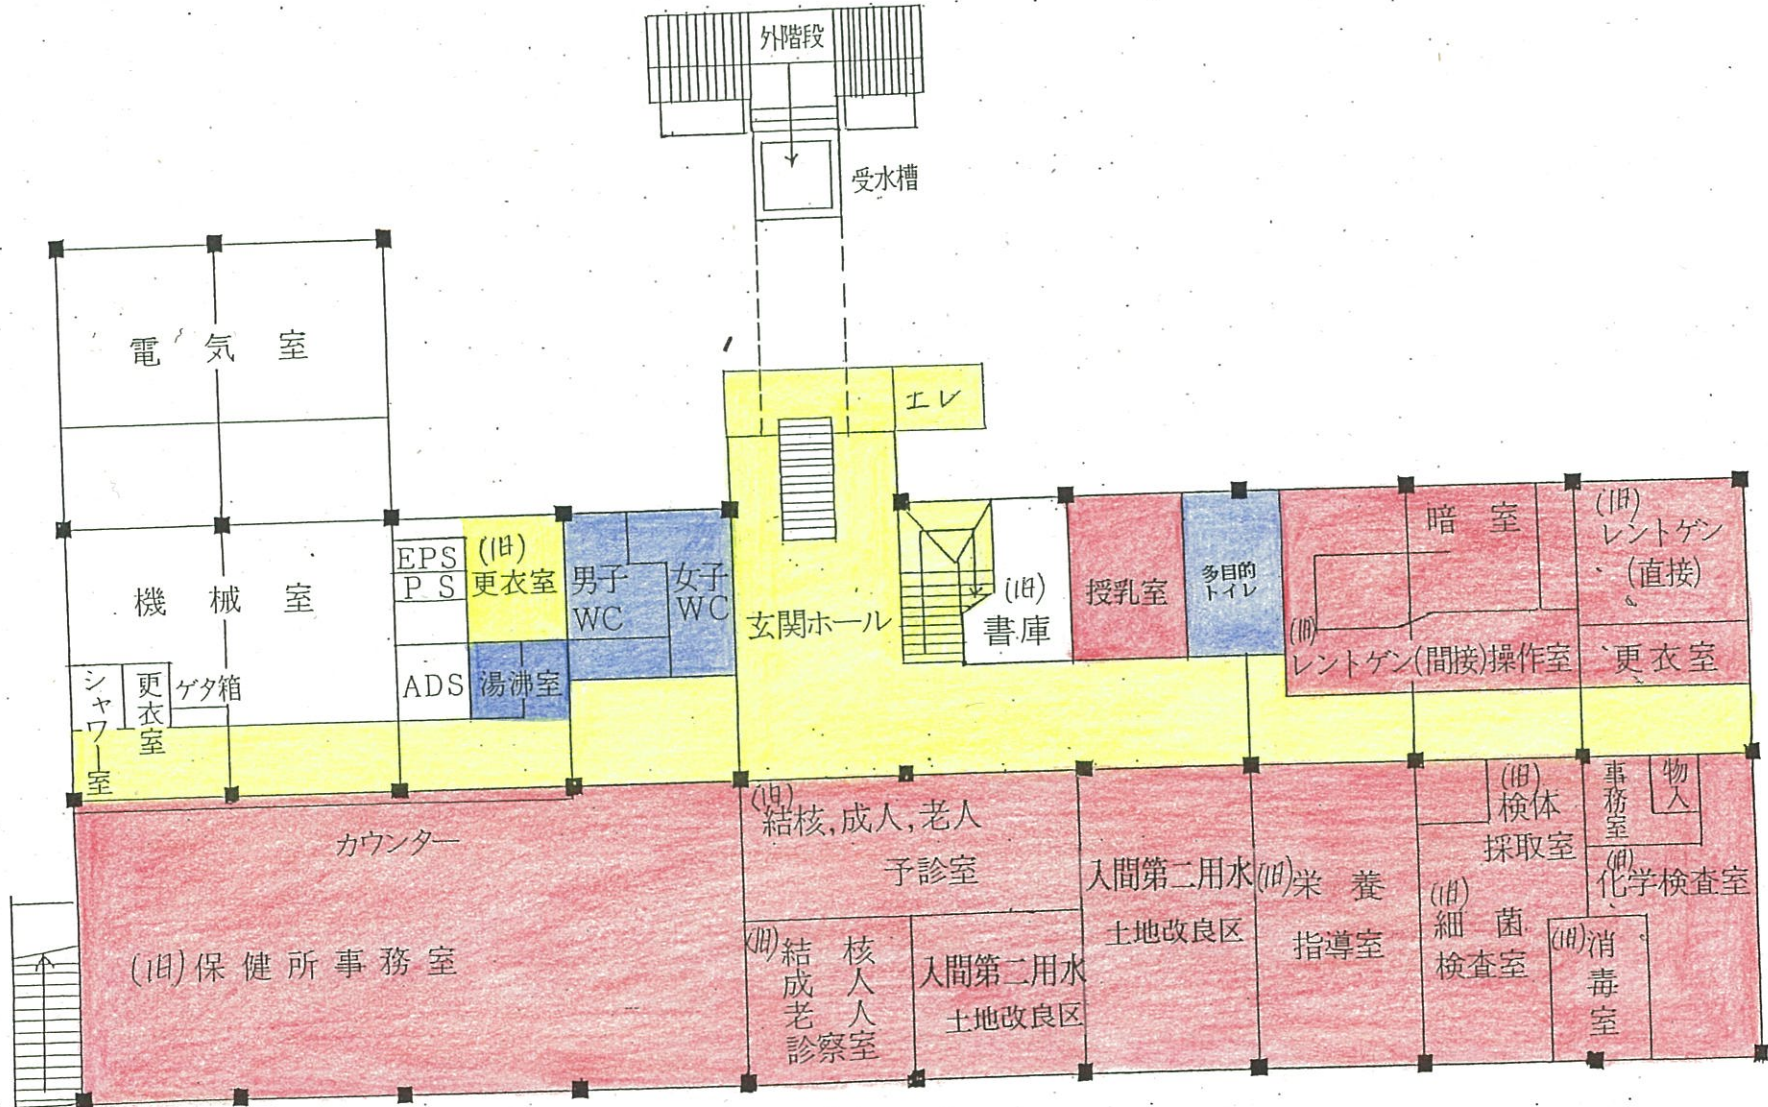 外階段
受水槽
電気室
エレ
機械室
EPS
PS
(旧)
更衣室
男子
WC
女子
WC
玄関ホール
(旧)
書庫
授乳室
多目的
トイレ
暗室
(旧)
レントゲン(間接)操作室
(旧)
レントゲン
(直接)
更衣室
シャワー室
更衣室
ゲタ箱
ADS
湯沸室
カウンター
(旧)保健所事務室
(旧)
結核,成人,老人
予診室
(旧)結核
成人
老人
診察室
入間第二用水
土地改良区
入間第二用水
土地改良区
(旧)栄養
指導室
(旧)
検体
採取室
(旧)
細菌
検査室
事務室
物入
(旧)
化学検査室
(旧)消毒室